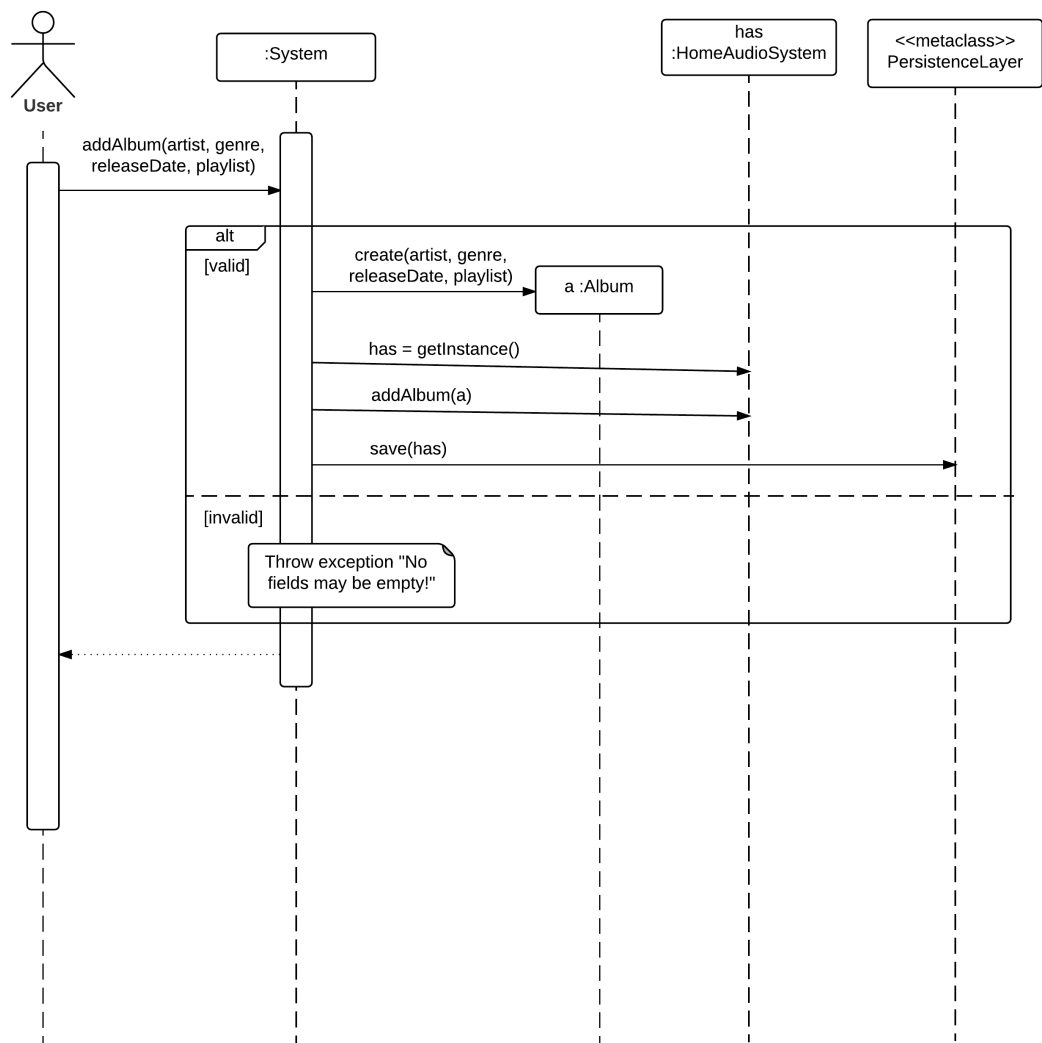 User
:System
has
:HomeAudioSystem
<<metaclass>>
PersistenceLayer
addAlbum(artist, genre,
releaseDate, playlist)
alt
[valid]
create(artist, genre,
releaseDate, playlist)
a :Album
has = getInstance()
addAlbum(a)
save(has)
[invalid]
Throw exception "No
fields may be empty!"